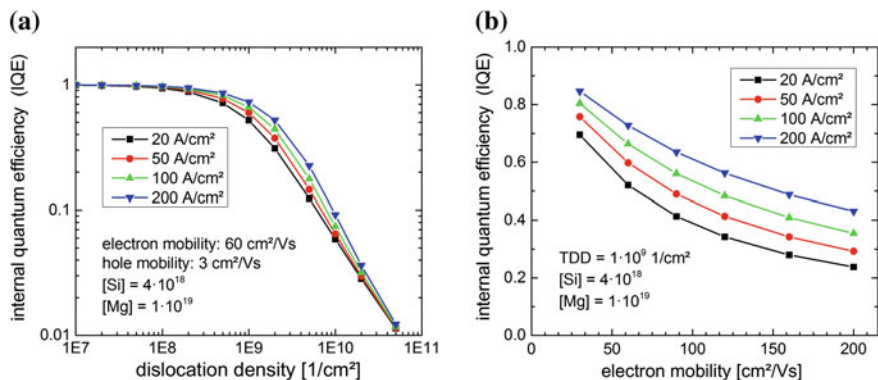 (a)
internal quantum efficiency (IQE)
1
0.1
0.01
20 A/cm²
50 A/cm²
100 A/cm²
200 A/cm²
electron mobility: 60 cm²/Vs
hole mobility: 3 cm²/Vs
[Si] = 4·10¹⁸
[Mg] = 1·10¹⁹
1E7 1E8 1E9 1E10 1E11
dislocation density [1/cm²]
(b)
internal quantum efficiency (IQE)
1.0
0.8
0.6
0.4
0.2
0.0
20 A/cm²
50 A/cm²
100 A/cm²
200 A/cm²
TDD = 1·10⁹ 1/cm²
[Si] = 4·10¹⁸
[Mg] = 1·10¹⁹
0 50 100 150 200
electron mobility [cm²/Vs]